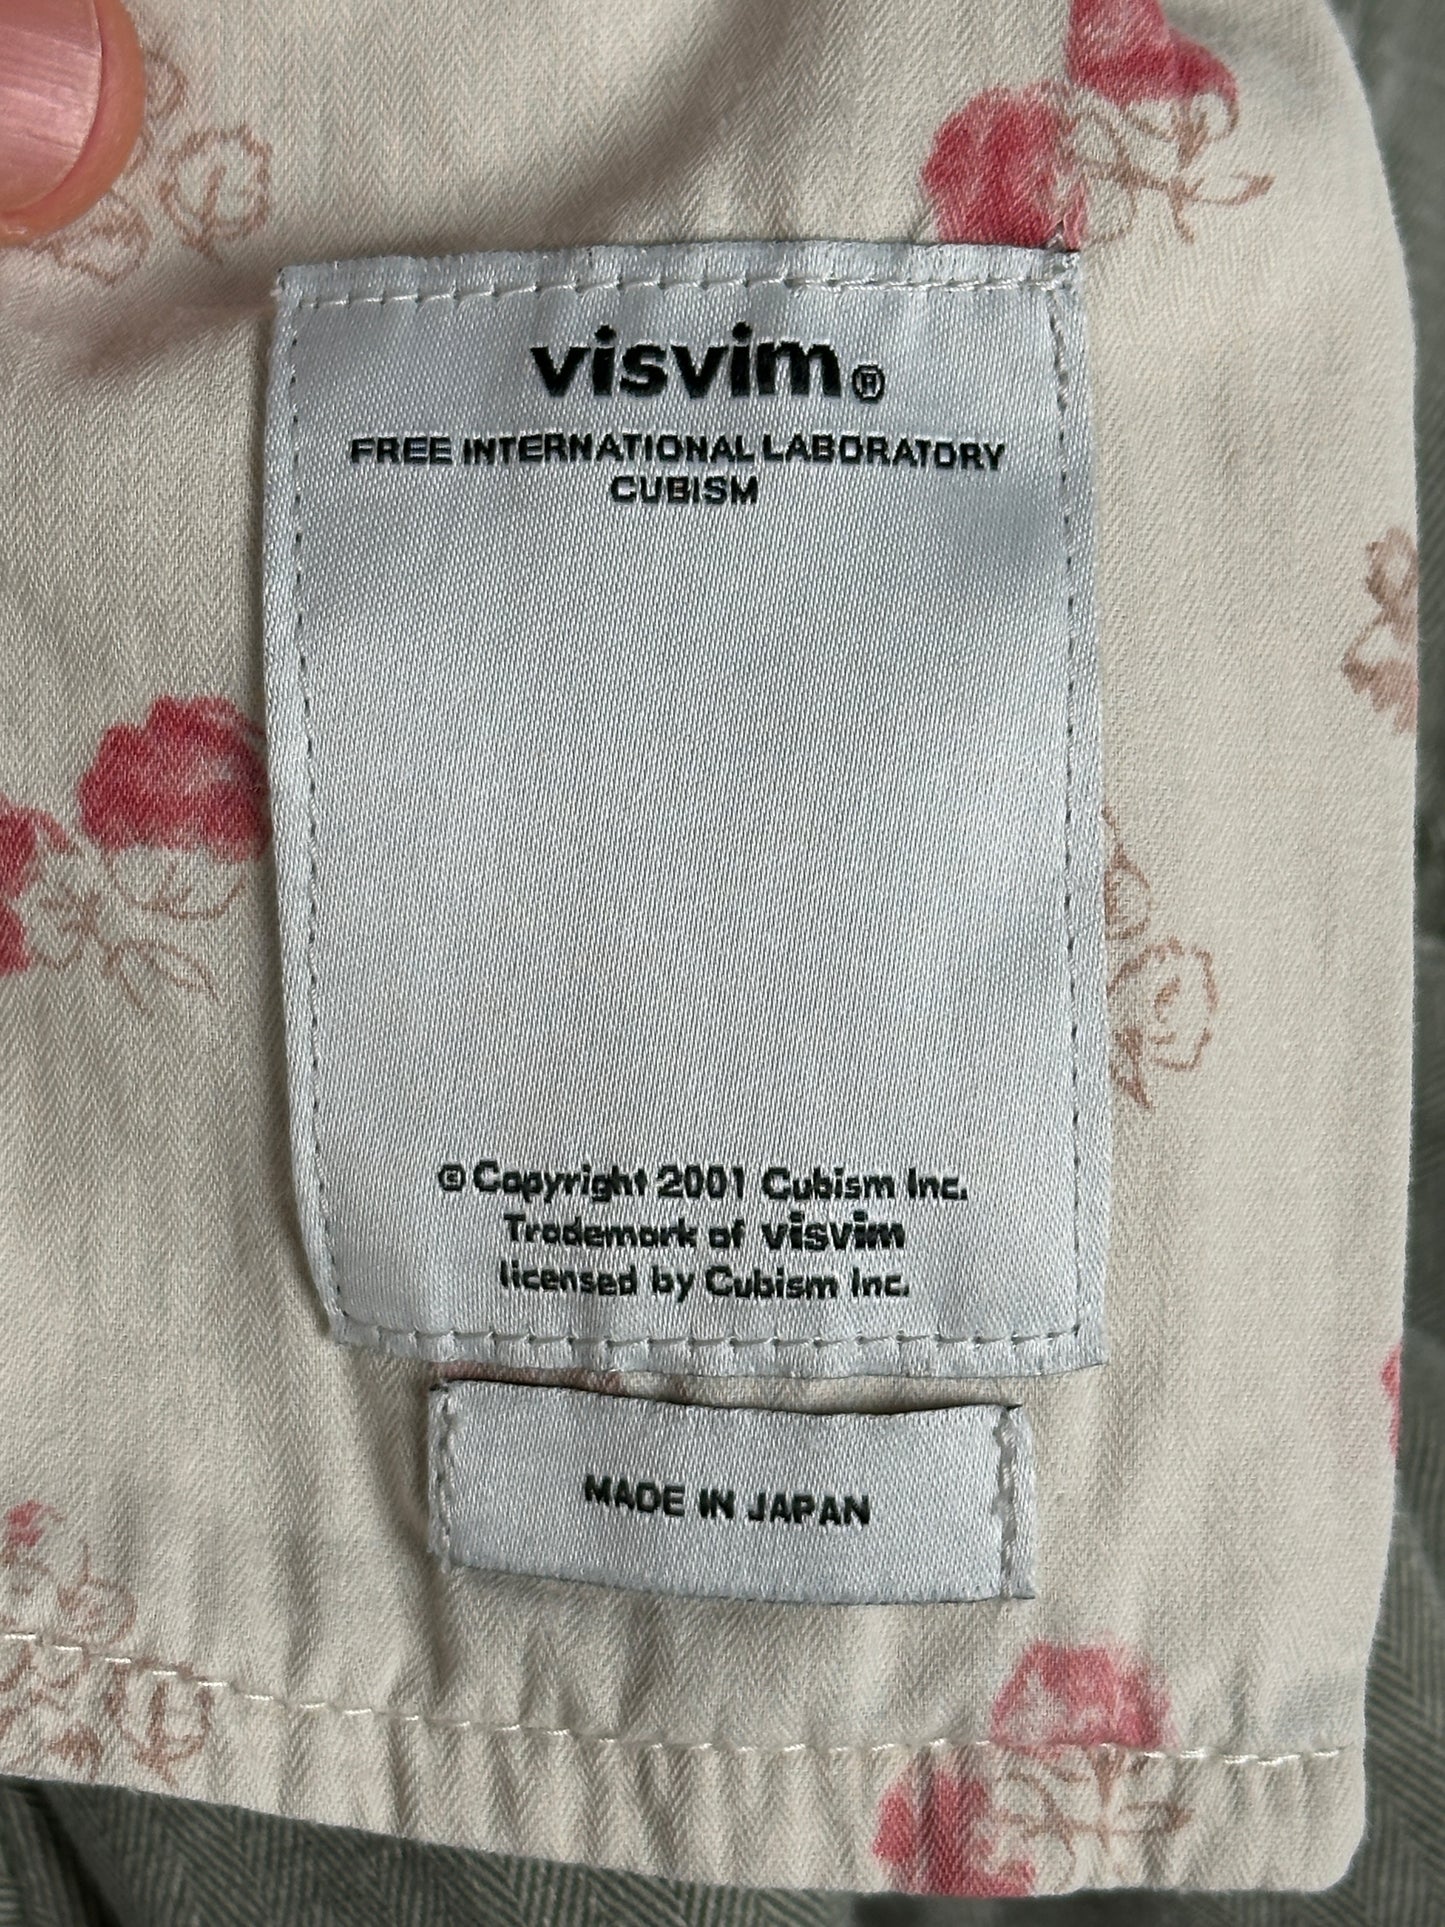 visvim®
FREE INTERNATIONAL LABORATORY
CUBISM
© Copyright 2001 Cubism Inc.
Trademark of visvim
licensed by Cubism Inc.
MADE IN JAPAN